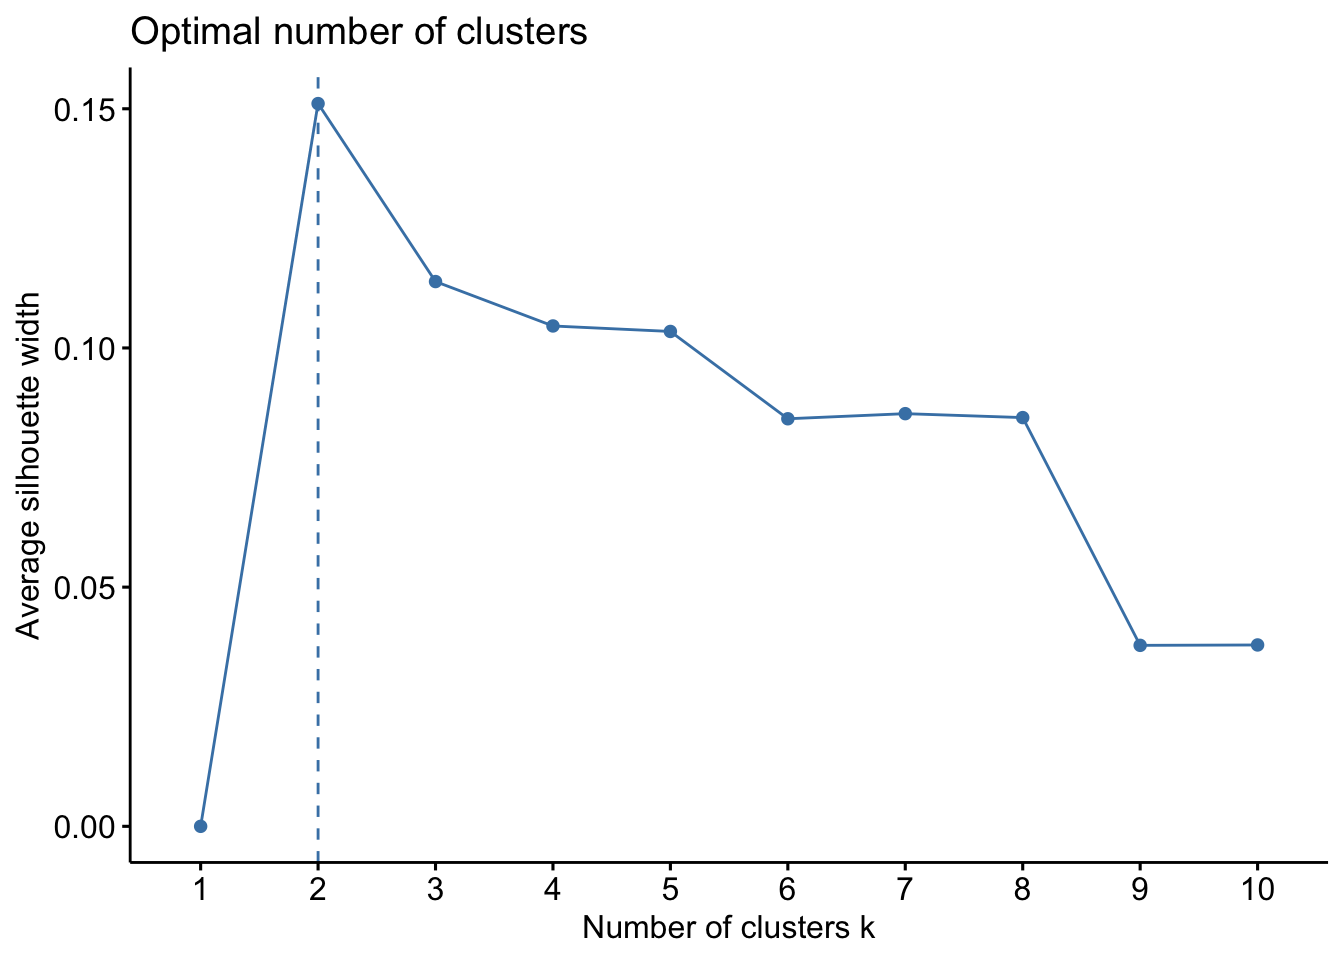 Optimal number of clusters
Average silhouette width
0.15
0.10
0.05
0.00
1 2 3 4 5 6 7 8 9 10
Number of clusters k